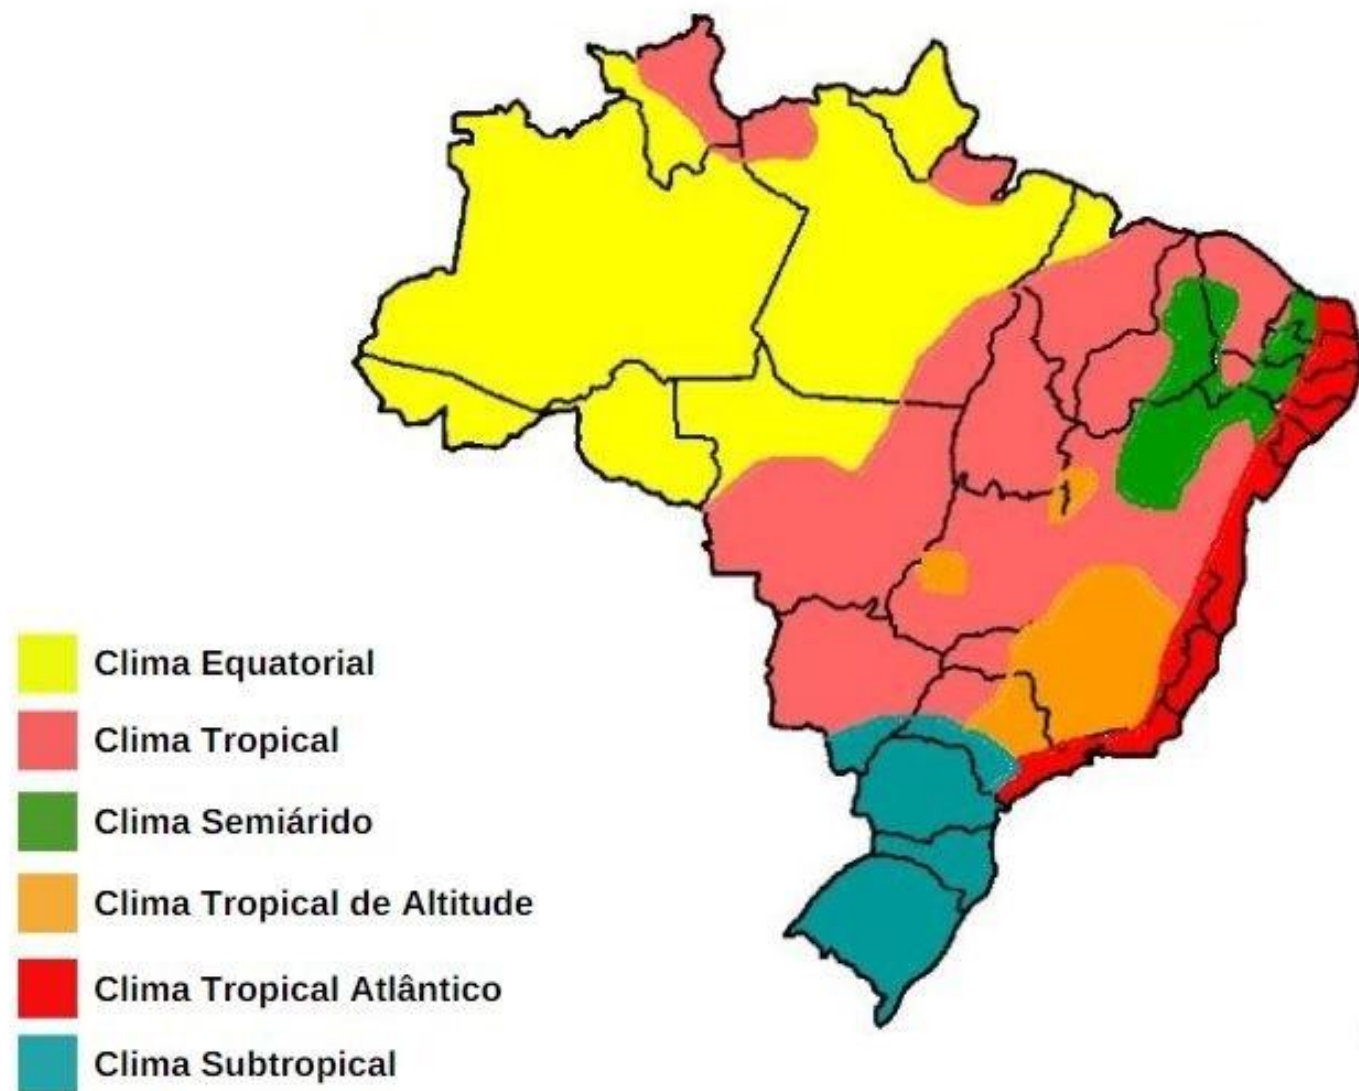 Clima Equatorial
Clima Tropical
Clima Semiárido
Clima Tropical de Altitude
Clima Tropical Atlântico
Clima Subtropical